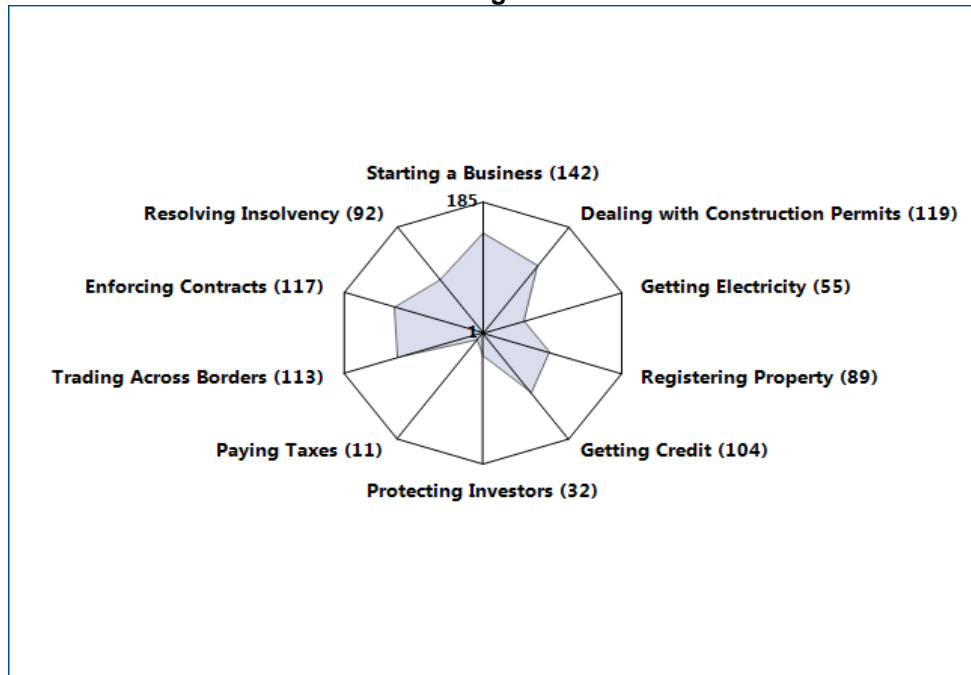 Starting a Business (142)
185
Resolving Insolvency (92)
Dealing with Construction Permits (119)
Enforcing Contracts (117)
Getting Electricity (55)
1
Trading Across Borders (113)
Registering Property (89)
Paying Taxes (11)
Getting Credit (104)
Protecting Investors (32)